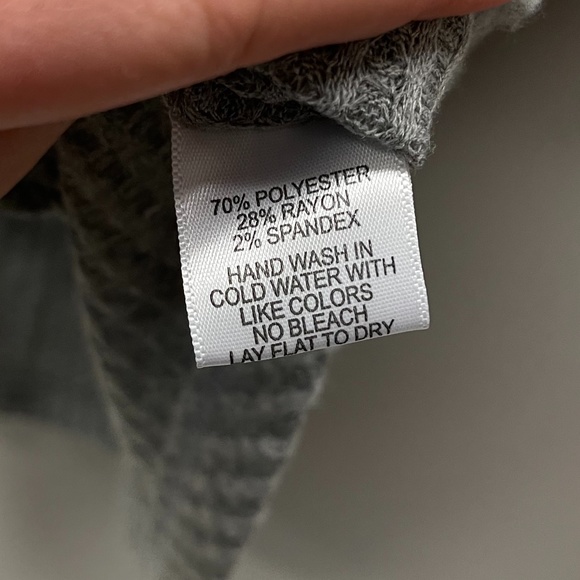 70% POLYESTER
28% RAYON
2% SPANDEX
HAND WASH IN
COLD WATER WITH
LIKE COLORS
NO BLEACH
LAY FLAT TO DRY